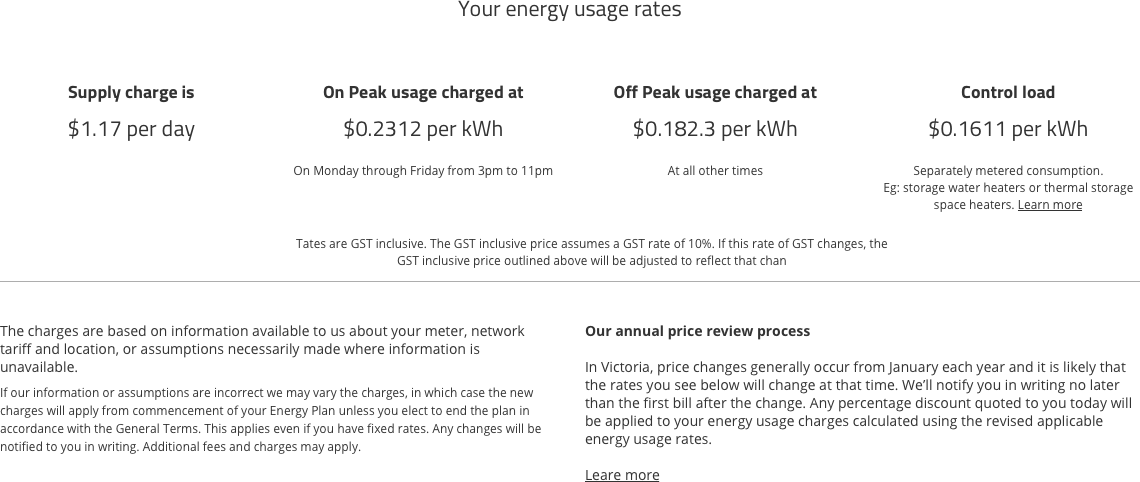 Your energy usage rates
Supply charge is
$1.17 per day
On Peak usage charged at
$0.2312 per kWh
On Monday through Friday from 3pm to 11pm
Off Peak usage charged at
$0.182.3 per kWh
At all other times
Control load
$0.1611 per kWh
Separately metered consumption.
Eg: storage water heaters or thermal storage
space heaters. Learn more
Tates are GST inclusive. The GST inclusive price assumes a GST rate of 10%. If this rate of GST changes, the
GST inclusive price outlined above will be adjusted to reflect that chan
The charges are based on information available to us about your meter, network
tariff and location, or assumptions necessarily made where information is
unavailable.
If our information or assumptions are incorrect we may vary the charges, in which case the new
charges will apply from commencement of your Energy Plan unless you elect to end the plan in
accordance with the General Terms. This applies even if you have fixed rates. Any changes will be
notified to you in writing. Additional fees and charges may apply.
Our annual price review process
In Victoria, price changes generally occur from January each year and it is likely that
the rates you see below will change at that time. We'll notify you in writing no later
than the first bill after the change. Any percentage discount quoted to you today will
be applied to your energy usage charges calculated using the revised applicable
energy usage rates.
Leare more